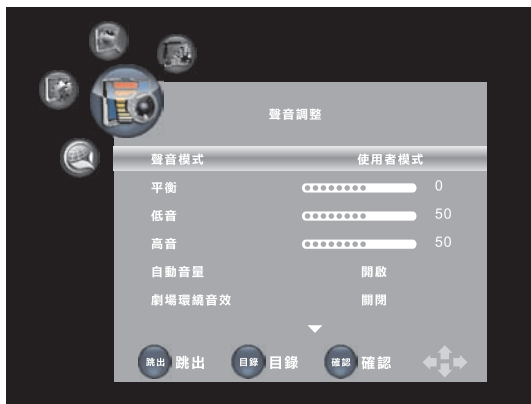 聲音調整
聲音模式 使用者模式
平衡 0
低音 50
高音 50
自動音量 開啟
劇場環繞音效 關閉
跳出 跳出 目錄 目錄 確認 確認